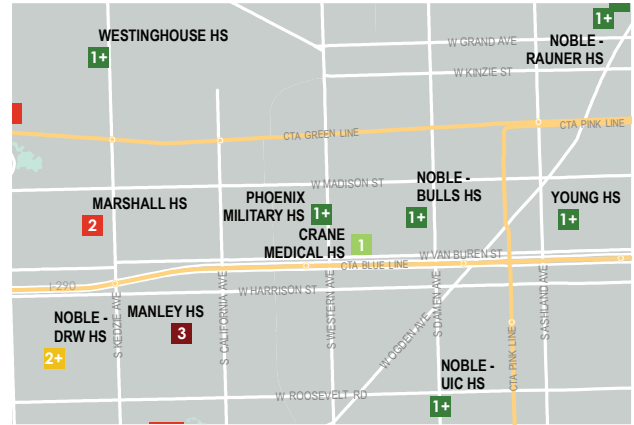 1+
WESTINGHOUSE HS
1+
W GRAND AVE
NOBLE -
RAUNER HS
W KINZIE ST
CTA GREEN LINE
CTA PINK LINE
W MADISON ST
MARSHALL HS
2
PHOENIX
MILITARY HS
1+
CRANE
MEDICAL HS
1
NOBLE -
BULLS HS
1+
YOUNG HS
1+
W VAN BUREN ST
CTA BLUE LINE
I-290
W HARRISON ST
NOBLE -
DRW HS
2+
MANLEY HS
3
S KEDZIE AVE
S CALIFORNIA AVE
S WESTERN AVE
W OGDEN AVE
S DAMEN AVE
CTA PINK LINE
S ASHLAND AVE
NOBLE -
UIC HS
1+
W ROOSEVELT RD